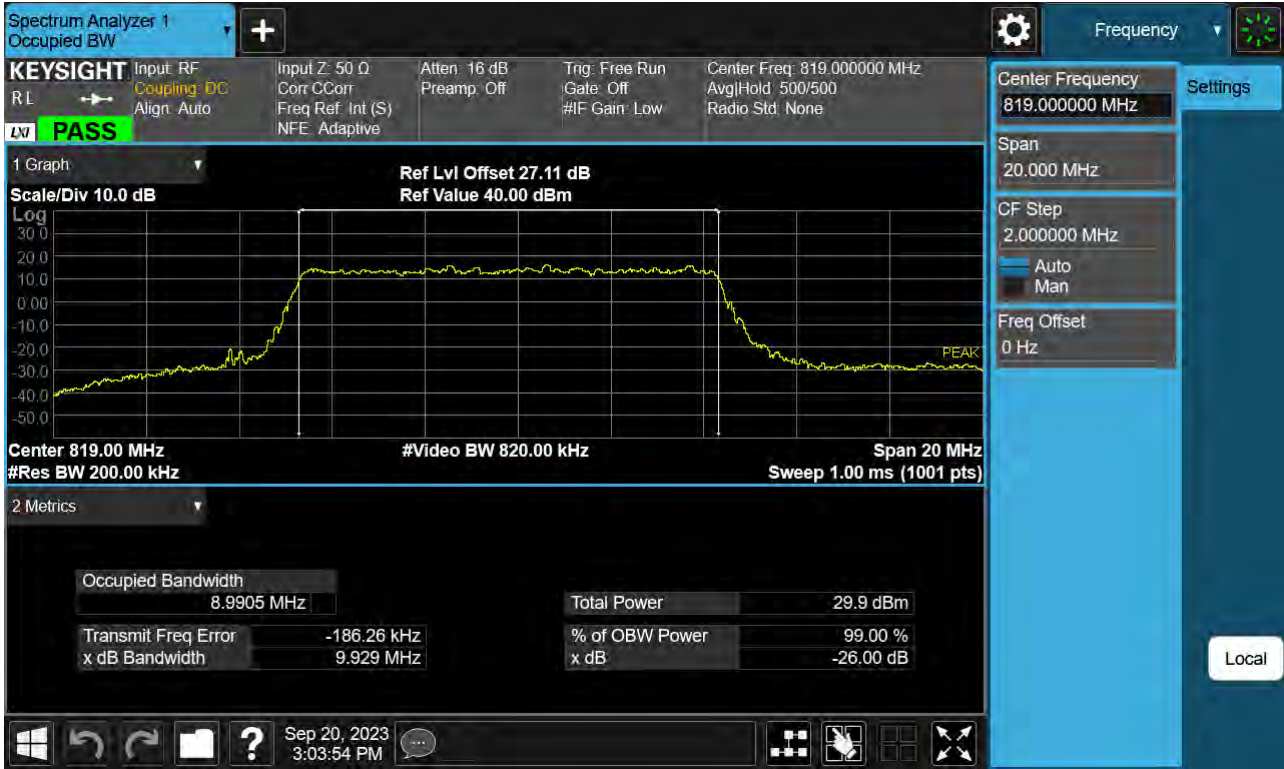 Spectrum Analyzer 1
Occupied BW
+
Frequency
KEYSIGHT
RL
LXI PASS
Input: RF
Coupling: DC
Align: Auto
Input Z: 50 Ω
Corr CCorr
Freq Ref: Int (S)
NFE: Adaptive
Atten: 16 dB
Preamp: Off
Trig: Free Run
Gate: Off
#IF Gain: Low
Center Freq: 819.000000 MHz
Avg|Hold: 500/500
Radio Std: None
Center Frequency
819.000000 MHz
Settings
Span
20.000 MHz
CF Step
2.000000 MHz
Auto
Man
Freq Offset
0 Hz
1 Graph
Scale/Div 10.0 dB
Ref Lvl Offset 27.11 dB
Ref Value 40.00 dBm
Log
30.0
20.0
10.0
0.00
-10.0
-20.0
-30.0
-40.0
-50.0
PEAK
Center 819.00 MHz
#Video BW 820.00 kHz
Span 20 MHz
#Res BW 200.00 kHz
Sweep 1.00 ms (1001 pts)
2 Metrics
Occupied Bandwidth
8.9905 MHz
Total Power 29.9 dBm
Transmit Freq Error -186.26 kHz
% of OBW Power 99.00 %
x dB Bandwidth 9.929 MHz
x dB -26.00 dB
Local
?
Sep 20, 2023
3:03:54 PM